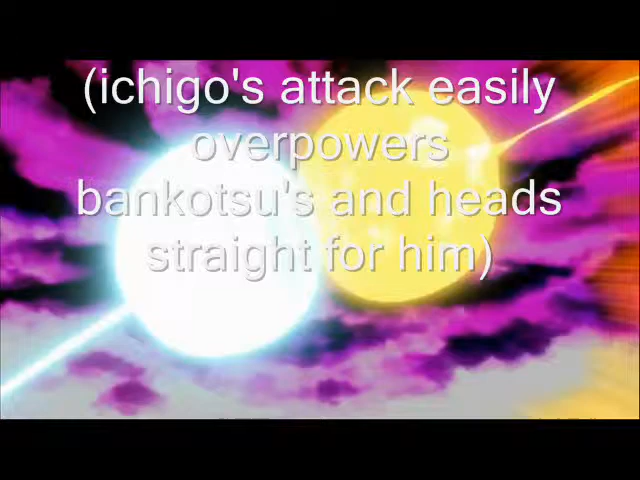 (ichigo's attack easily
overpowers
bankotsu's and heads
straight for him)